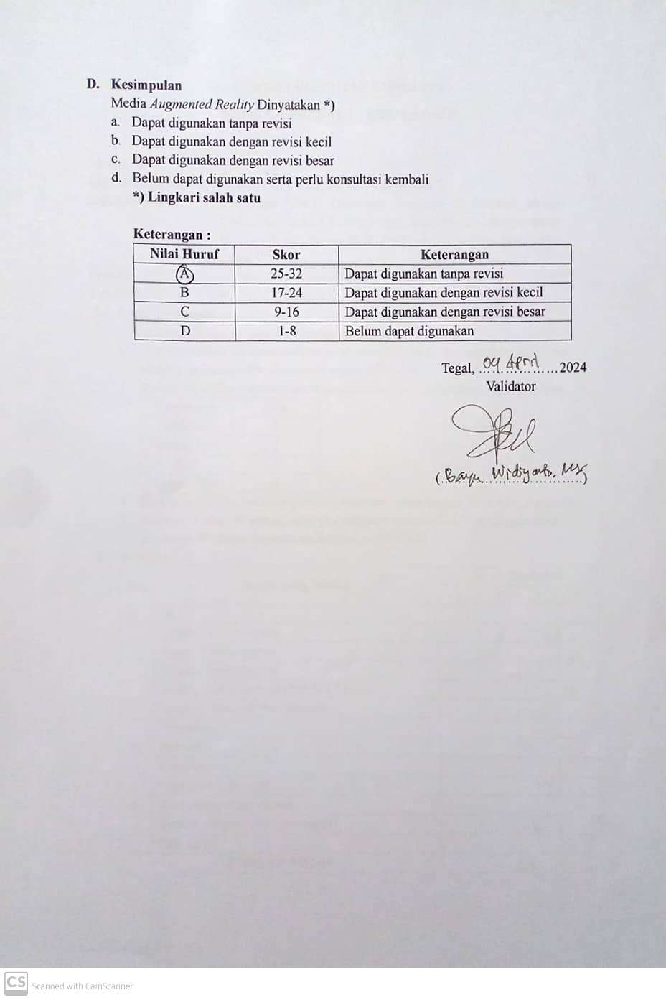 D. Kesimpulan
Media Augmented Reality Dinyatakan *)
a. Dapat digunakan tanpa revisi
b. Dapat digunakan dengan revisi kecil
c. Dapat digunakan dengan revisi besar
d. Belum dapat digunakan serta perlu konsultasi kembali
*) Lingkari salah satu
Keterangan :
Nilai Huruf Skor Keterangan
A 25-32 Dapat digunakan tanpa revisi
B 17-24 Dapat digunakan dengan revisi kecil
C 9-16 Dapat digunakan dengan revisi besar
D 1-8 Belum dapat digunakan
Tegal, April 2024
Validator
(Bayu Widiyanto,
CS Scanned with CamScanner